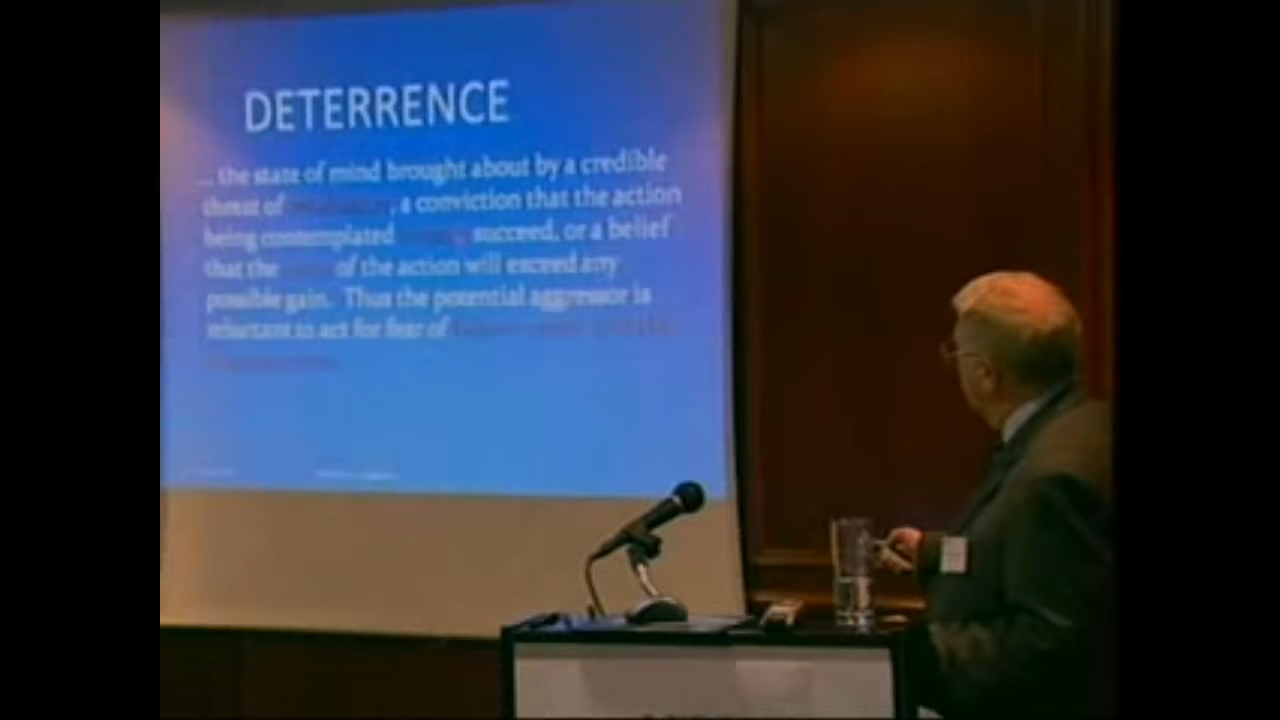 DETERRENCE
... the state of mind brought about by a credible
threat of , a conviction that the action
being contemplated succeed, or a belief
that the of the action will exceed any
possible gain. Thus the potential aggressor is
reluctant to act for fear of